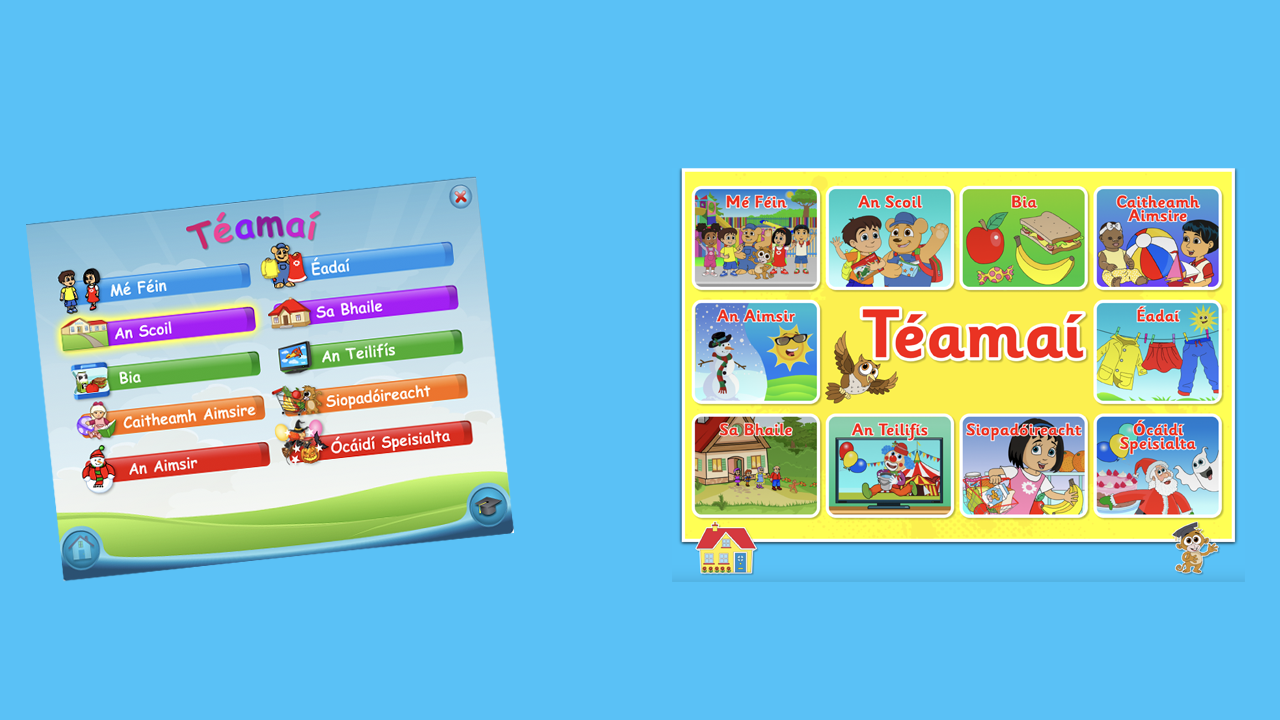 Téamaí
Mé Féin
An Scoil
Bia
Caitheamh Aimsire
An Aimsir
Éadaí
Sa Bhaile
An Teilifís
Siopadóireacht
Ócáidí Speisialta
Mé Féin
An Scoil
Bia
Caitheamh
Aimsire
An Aimsir
Téamaí
Éadaí
Sa Bhaile
An Teilifís
Siopadóireacht
Ócáidí
Speisialta